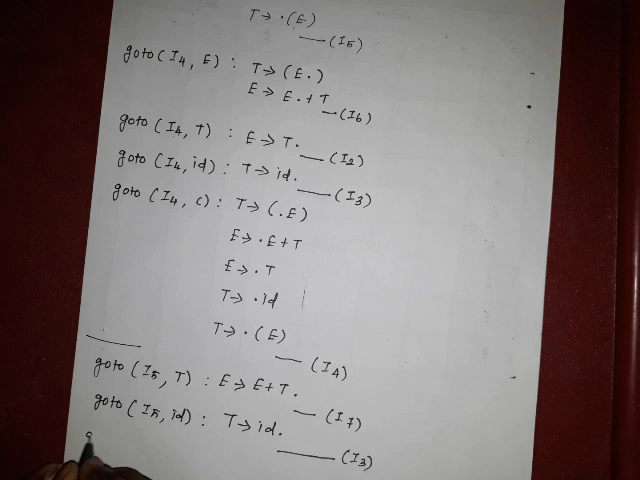 T → . (E)
— (I5)
goto ( I4, E) : T → (E.)
E → E. + T
— (I6)
goto ( I4, T) : E → T.
— (I2)
goto ( I4, id) : T → id.
— (I3)
goto ( I4, () : T → (.E)
E → .E + T
E → .T
T → .id
T → . (E)
— (I4)
goto ( I5, T) : E → E + T.
— (I7)
goto ( I5, id) : T → id.
— (I3)